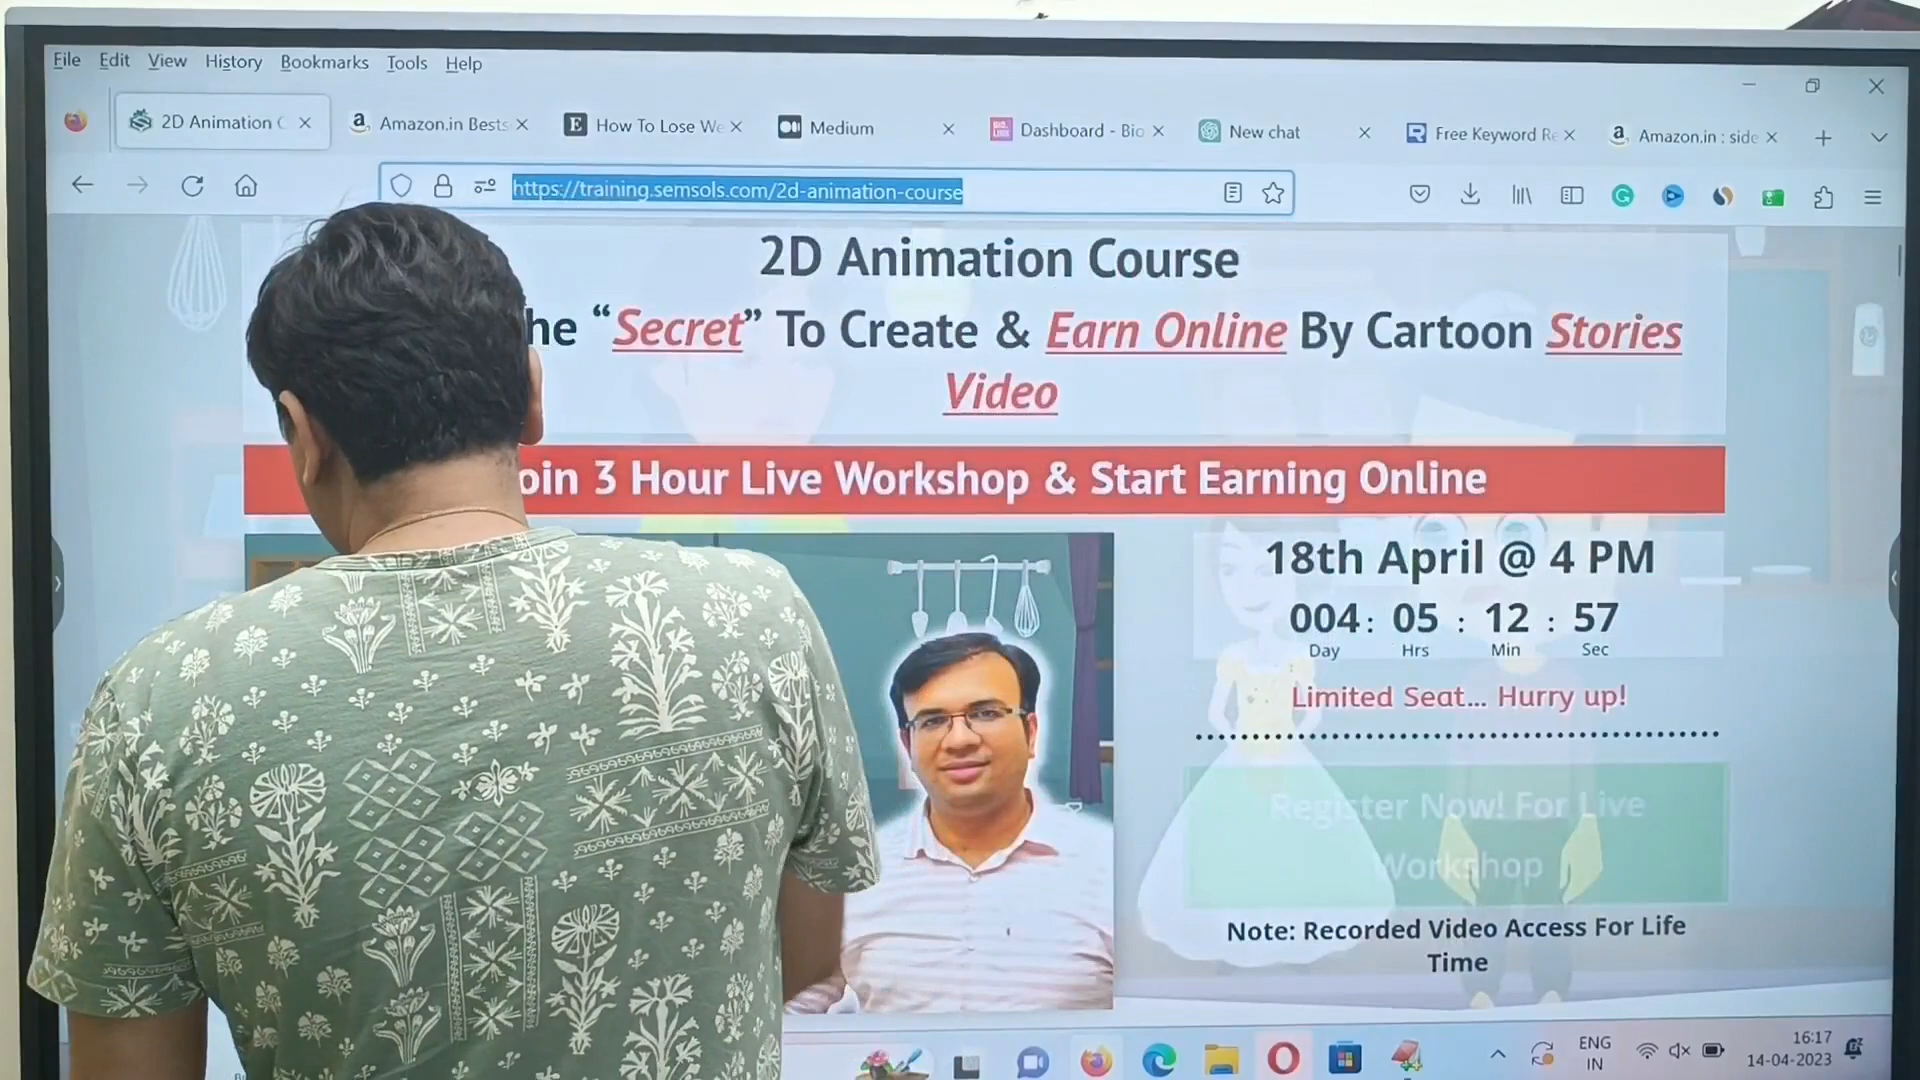 File Edit View History Bookmarks Tools Help
2D Animation C
Amazon.in Bests
How To Lose We
Medium
Dashboard - Bio
New chat
Free Keyword Re
Amazon.in : side
https://training.semsols.com/2d-animation-course
2D Animation Course
he “Secret” To Create & Earn Online By Cartoon Stories
Video
oin 3 Hour Live Workshop & Start Earning Online
18th April @ 4 PM
004 : 05 : 12 : 57
Day Hrs Min Sec
Limited Seat... Hurry up!
Register Now! For Live
Workshop
Note: Recorded Video Access For Life
Time
ENG
IN
16:17
14-04-2023